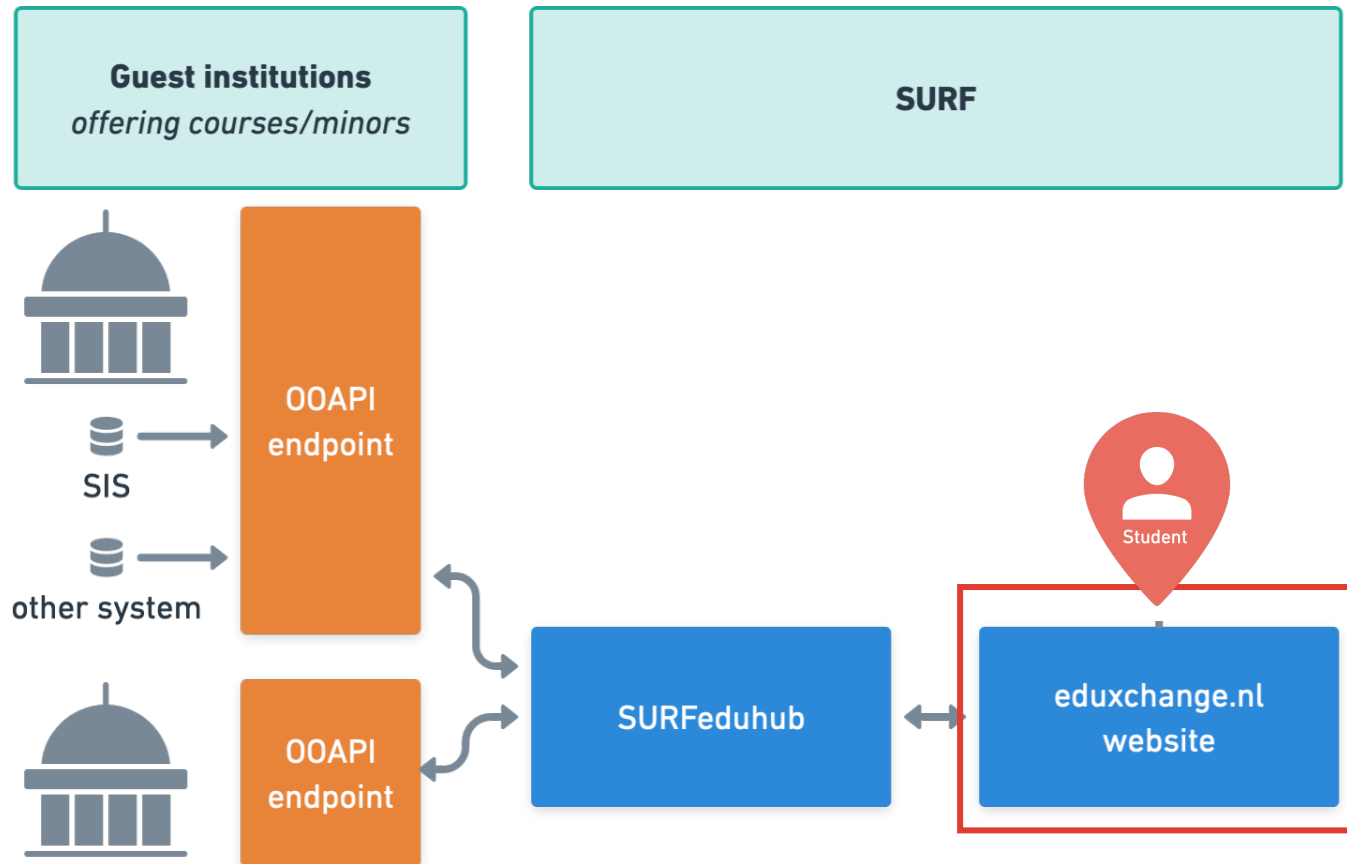 Guest institutions
offering courses/minors
SURF
OOAPI
endpoint
SIS
other system
Student
OOAPI
endpoint
SURFeduhub
eduxchange.nl
website